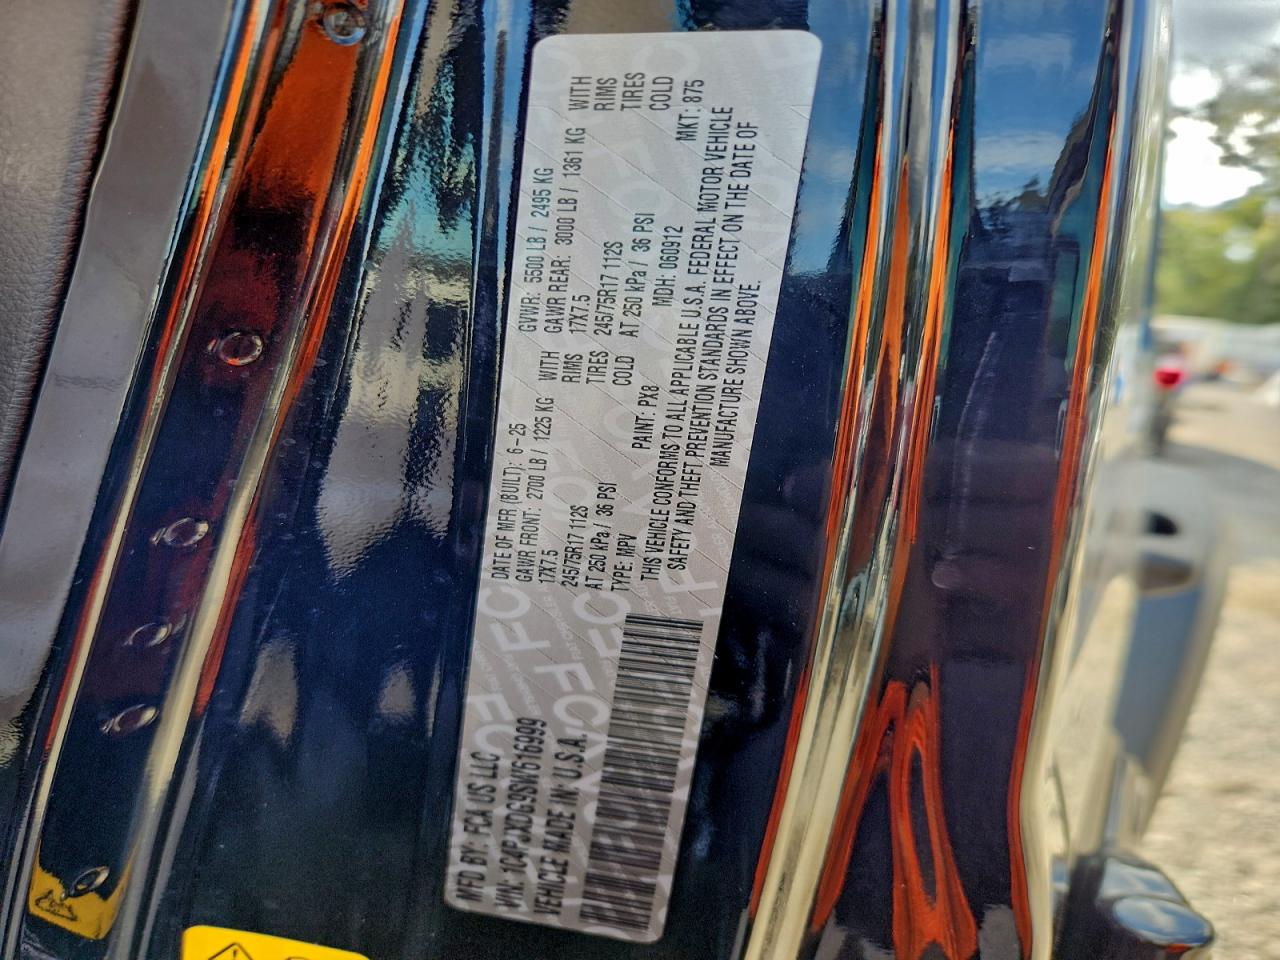 MFD BY: FCA US LLC
DATE OF MFR (BUILT): 6-25
GVWR: 5500 LB / 2495 KG
GAWR FRONT: 2700 LB / 1225 KG WITH
GAWR REAR: 3000 LB / 1361 KG WITH
17X7.5 RIMS
17X7.5 RIMS
245/75R17 112S TIRES
245/75R17 112S TIRES
AT 250 kPa / 36 PSI COLD
AT 250 kPa / 36 PSI COLD
VIN: 1C4PJXDG9SW616999
VEHICLE MADE IN: U.S.A.
TYPE: MPV
PAINT: PX8
MDH: 060912
MKT: 875
THIS VEHICLE CONFORMS TO ALL APPLICABLE U.S.A. FEDERAL MOTOR VEHICLE
SAFETY AND THEFT PREVENTION STANDARDS IN EFFECT ON THE DATE OF
MANUFACTURE SHOWN ABOVE.